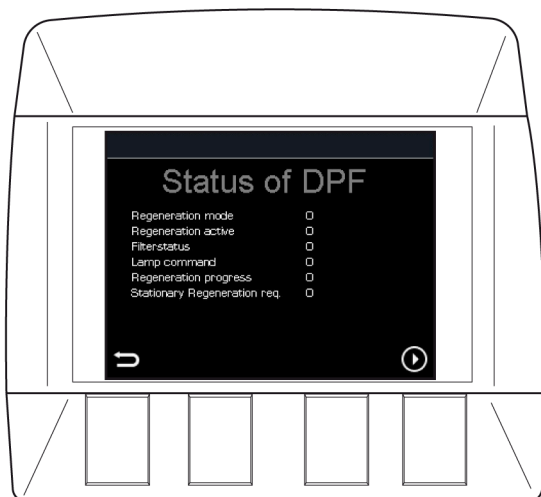 Status of DPF
Regeneration mode 0
Regeneration active 0
Filterstatus 0
Lamp command 0
Regeneration progress 0
Stationary Regeneration req. 0